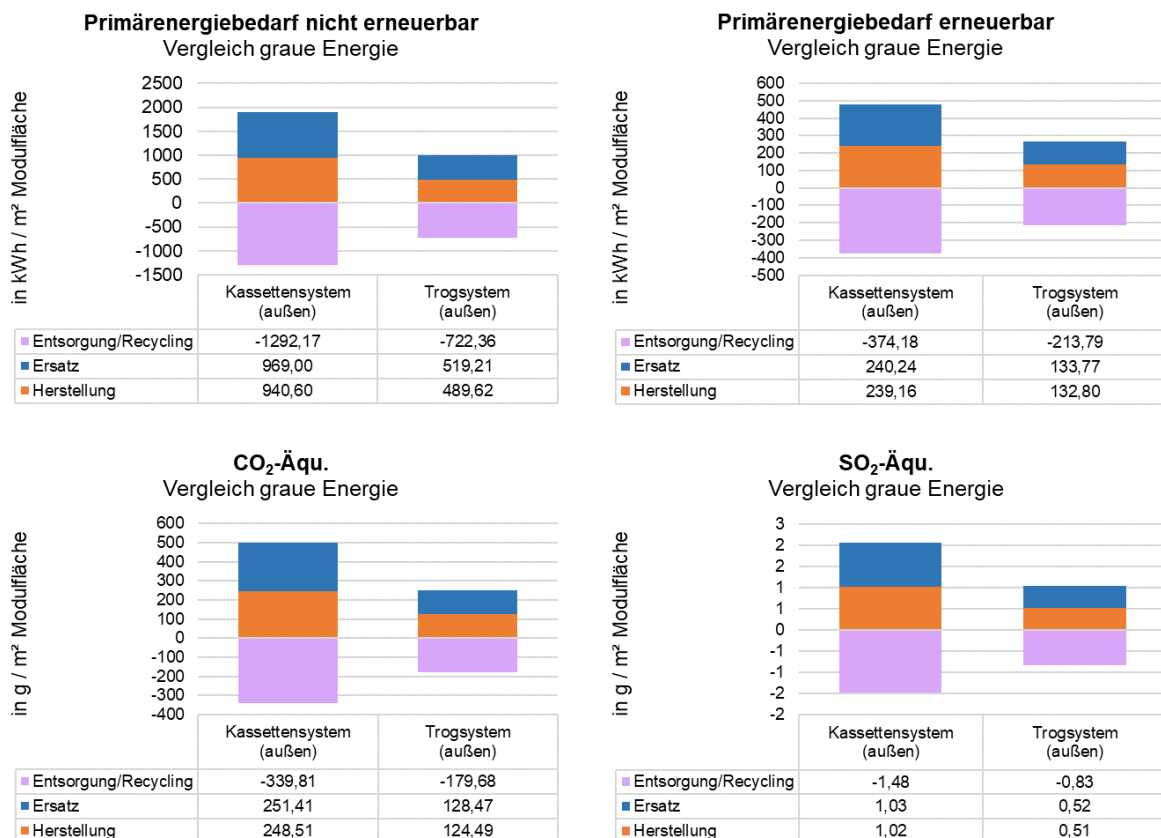 Primärenergiebedarf nicht erneuerbar
Vergleich graue Energie
in kWh / m² Modulfläche
2500
2000
1500
1000
500
0
-500
-1000
-1500
Kassettensystem (außen)
Trogsystem (außen)
Entsorgung/Recycling -1292,17 -722,36
Ersatz 969,00 519,21
Herstellung 940,60 489,62
Primärenergiebedarf erneuerbar
Vergleich graue Energie
in kWh / m² Modulfläche
600
500
400
300
200
100
0
-100
-200
-300
-400
-500
Kassettensystem (außen)
Trogsystem (außen)
Entsorgung/Recycling -374,18 -213,79
Ersatz 240,24 133,77
Herstellung 239,16 132,80
CO₂-Äqu.
Vergleich graue Energie
in g / m² Modulfläche
600
500
400
300
200
100
0
-100
-200
-300
-400
Kassettensystem (außen)
Trogsystem (außen)
Entsorgung/Recycling -339,81 -179,68
Ersatz 251,41 128,47
Herstellung 248,51 124,49
SO₂-Äqu.
Vergleich graue Energie
in g / m² Modulfläche
3
2
2
1
1
0
-1
-1
-2
-2
Kassettensystem (außen)
Trogsystem (außen)
Entsorgung/Recycling -1,48 -0,83
Ersatz 1,03 0,52
Herstellung 1,02 0,51